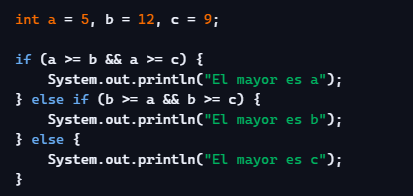 int a = 5, b = 12, c = 9;

if (a >= b && a >= c) {
    System.out.println("El mayor es a");
} else if (b >= a && b >= c) {
    System.out.println("El mayor es b");
} else {
    System.out.println("El mayor es c");
}